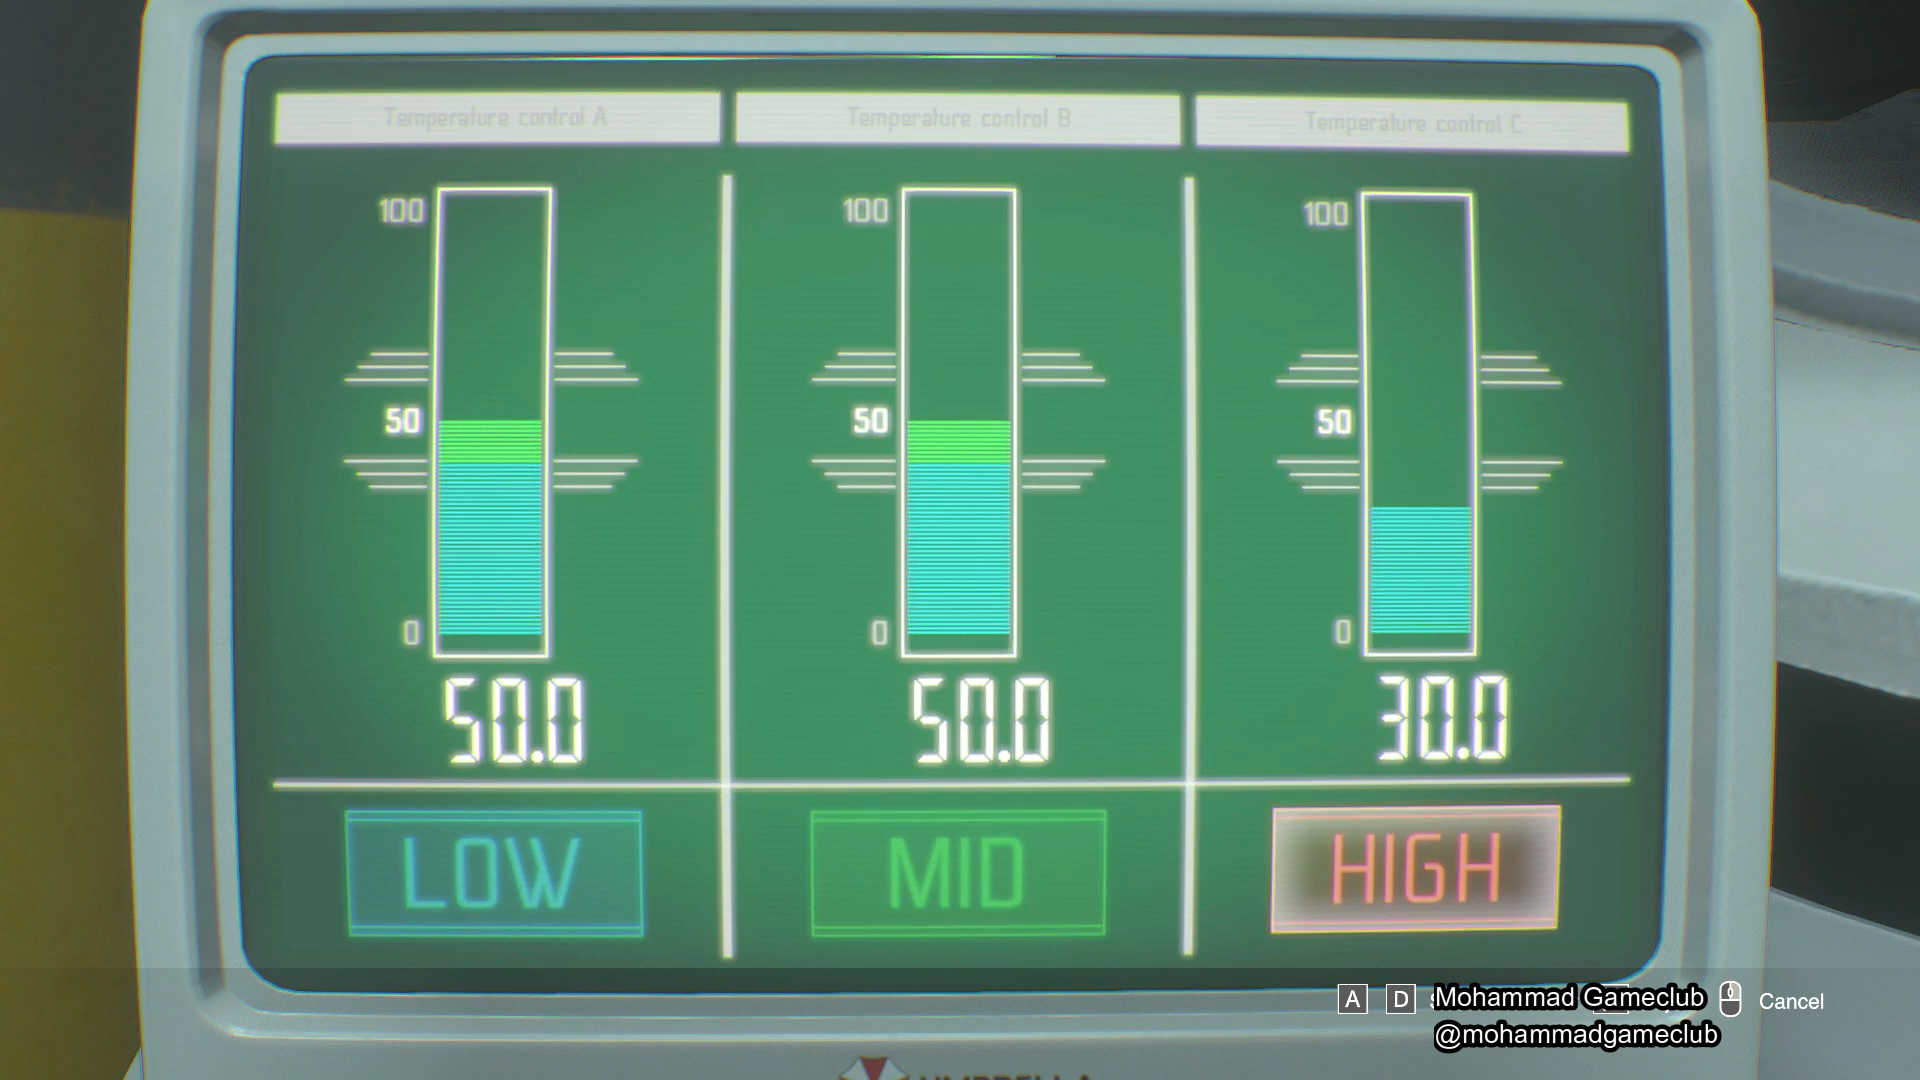 Temperature control A
Temperature control B
Temperature control C
100
100
100
50
50
50
0
0
0
50.0
50.0
30.0
LOW
MID
HIGH
A D
Mohammad Gameclub
Cancel
@mohammadgameclub
UMBRELLA